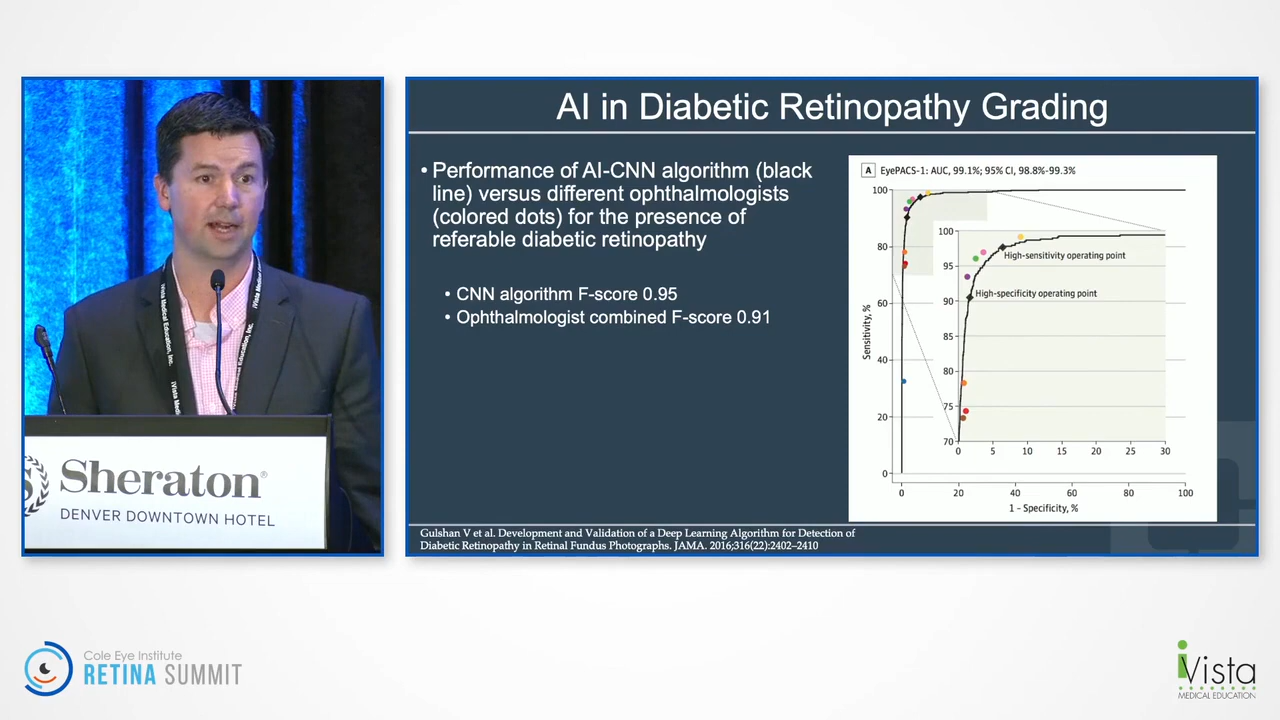 AI in Diabetic Retinopathy Grading
• Performance of AI-CNN algorithm (black
line) versus different ophthalmologists
(colored dots) for the presence of
referable diabetic retinopathy
• CNN algorithm F-score 0.95
• Ophthalmologist combined F-score 0.91
A EyePACS-1: AUC, 99.1%; 95% CI, 98.8%-99.3%
100
80
60
40
20
0
Sensitivity, %
0 20 40 60 80 100
1 – Specificity, %
100
95
90
85
80
75
70
0 5 10 15 20 25 30
High-sensitivity operating point
High-specificity operating point
Gulshan V et al. Development and Validation of a Deep Learning Algorithm for Detection of
Diabetic Retinopathy in Retinal Fundus Photographs. JAMA. 2016;316(22):2402–2410
iVista Medical Education, Inc.
Sheraton®
DENVER DOWNTOWN HOTEL
Cole Eye Institute
RETINA SUMMIT
iVista
MEDICAL EDUCATION